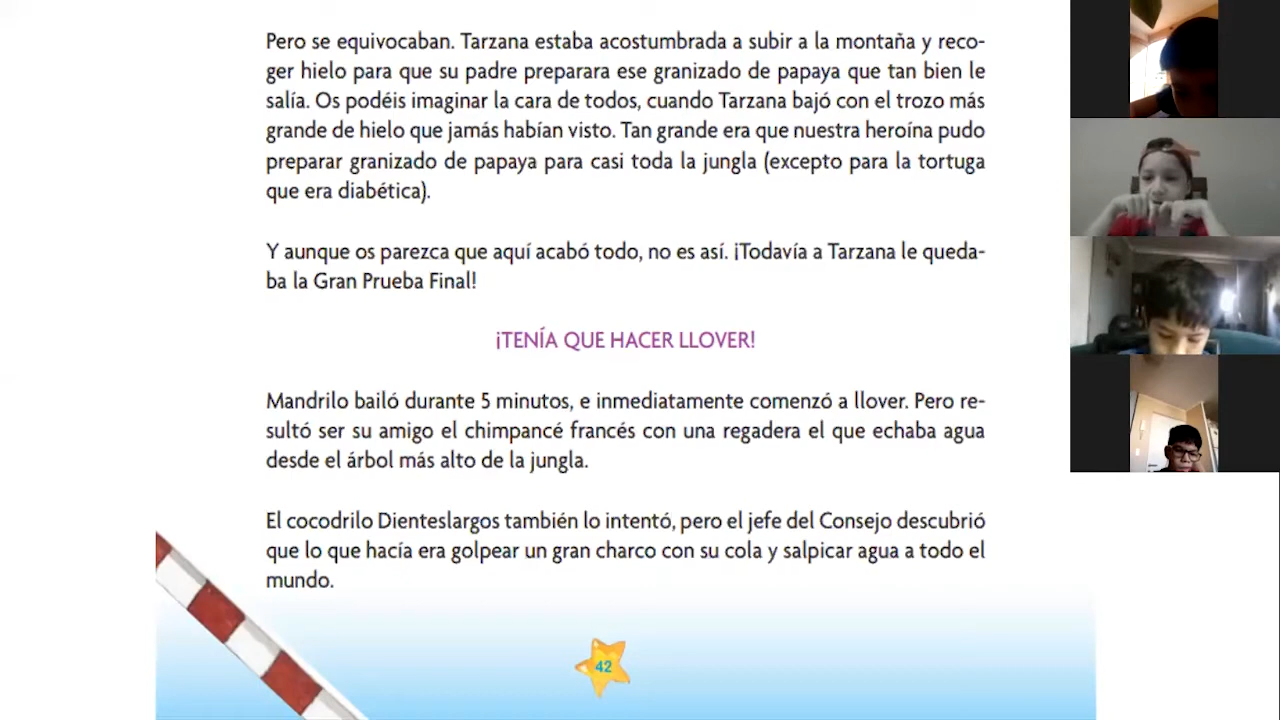 Pero se equivocaban. Tarzana estaba acostumbrada a subir a la montaña y reco-
ger hielo para que su padre preparara ese granizado de papaya que tan bien le
salía. Os podéis imaginar la cara de todos, cuando Tarzana bajó con el trozo más
grande de hielo que jamás habían visto. Tan grande era que nuestra heroína pudo
preparar granizado de papaya para casi toda la jungla (excepto para la tortuga
que era diabética).
Y aunque os parezca que aquí acabó todo, no es así. ¡Todavía a Tarzana le queda-
ba la Gran Prueba Final!
¡TENÍA QUE HACER LLOVER!
Mandrilo bailó durante 5 minutos, e inmediatamente comenzó a llover. Pero re-
sultó ser su amigo el chimpancé francés con una regadera el que echaba agua
desde el árbol más alto de la jungla.
El cocodrilo Dienteslargos también lo intentó, pero el jefe del Consejo descubrió
que lo que hacía era golpear un gran charco con su cola y salpicar agua a todo el
mundo.
42